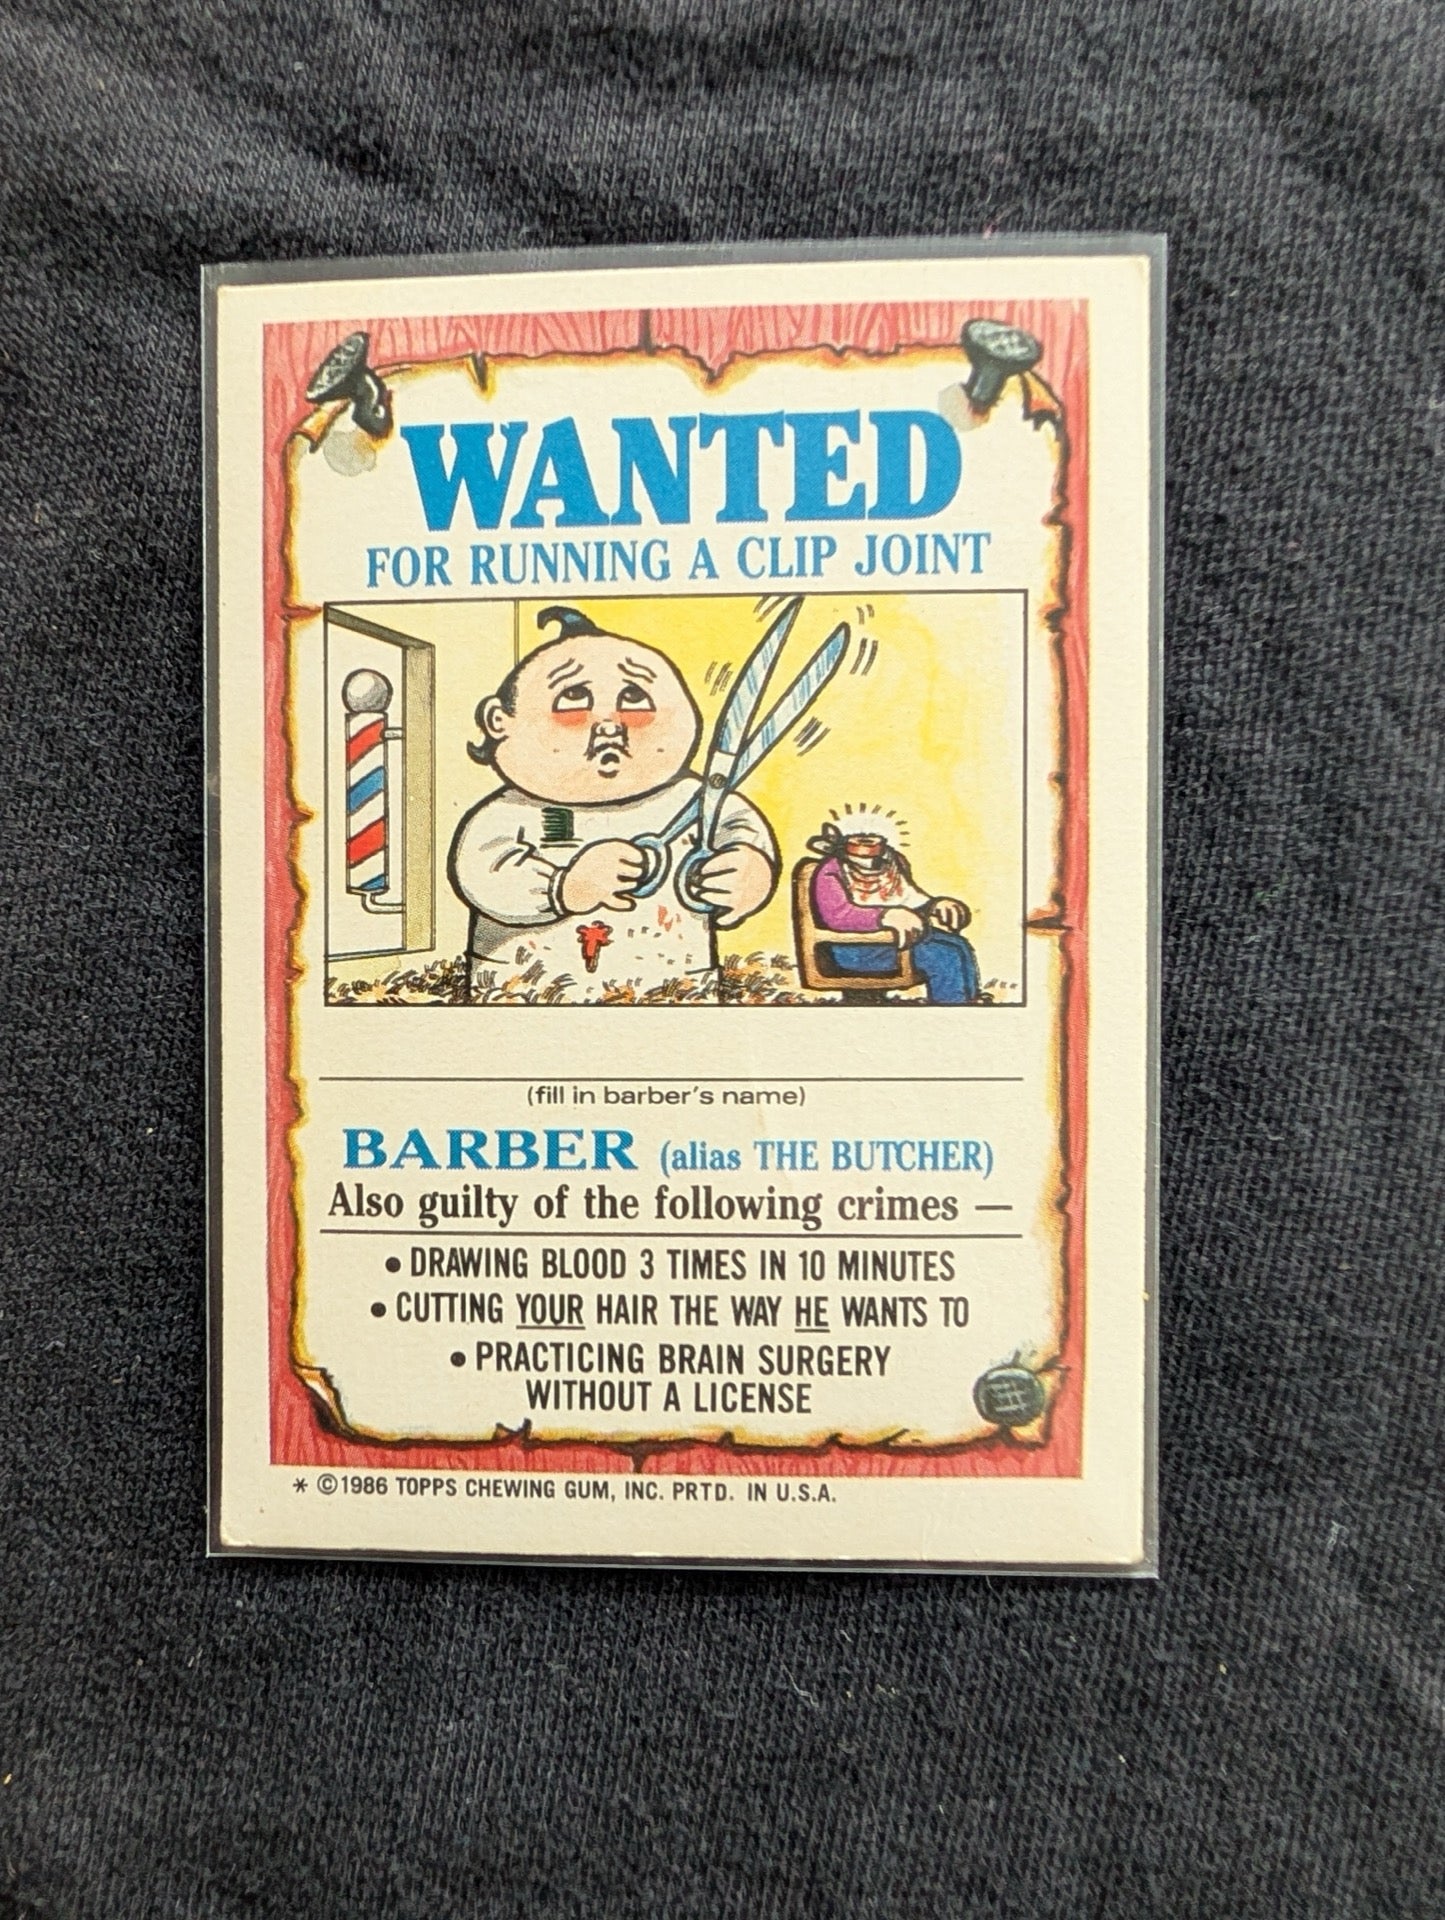 WANTED
FOR RUNNING A CLIP JOINT
(fill in barber's name)
BARBER (alias THE BUTCHER)
Also guilty of the following crimes —
• DRAWING BLOOD 3 TIMES IN 10 MINUTES
• CUTTING YOUR HAIR THE WAY HE WANTS TO
• PRACTICING BRAIN SURGERY
WITHOUT A LICENSE
* ©1986 TOPPS CHEWING GUM, INC. PRTD. IN U.S.A.